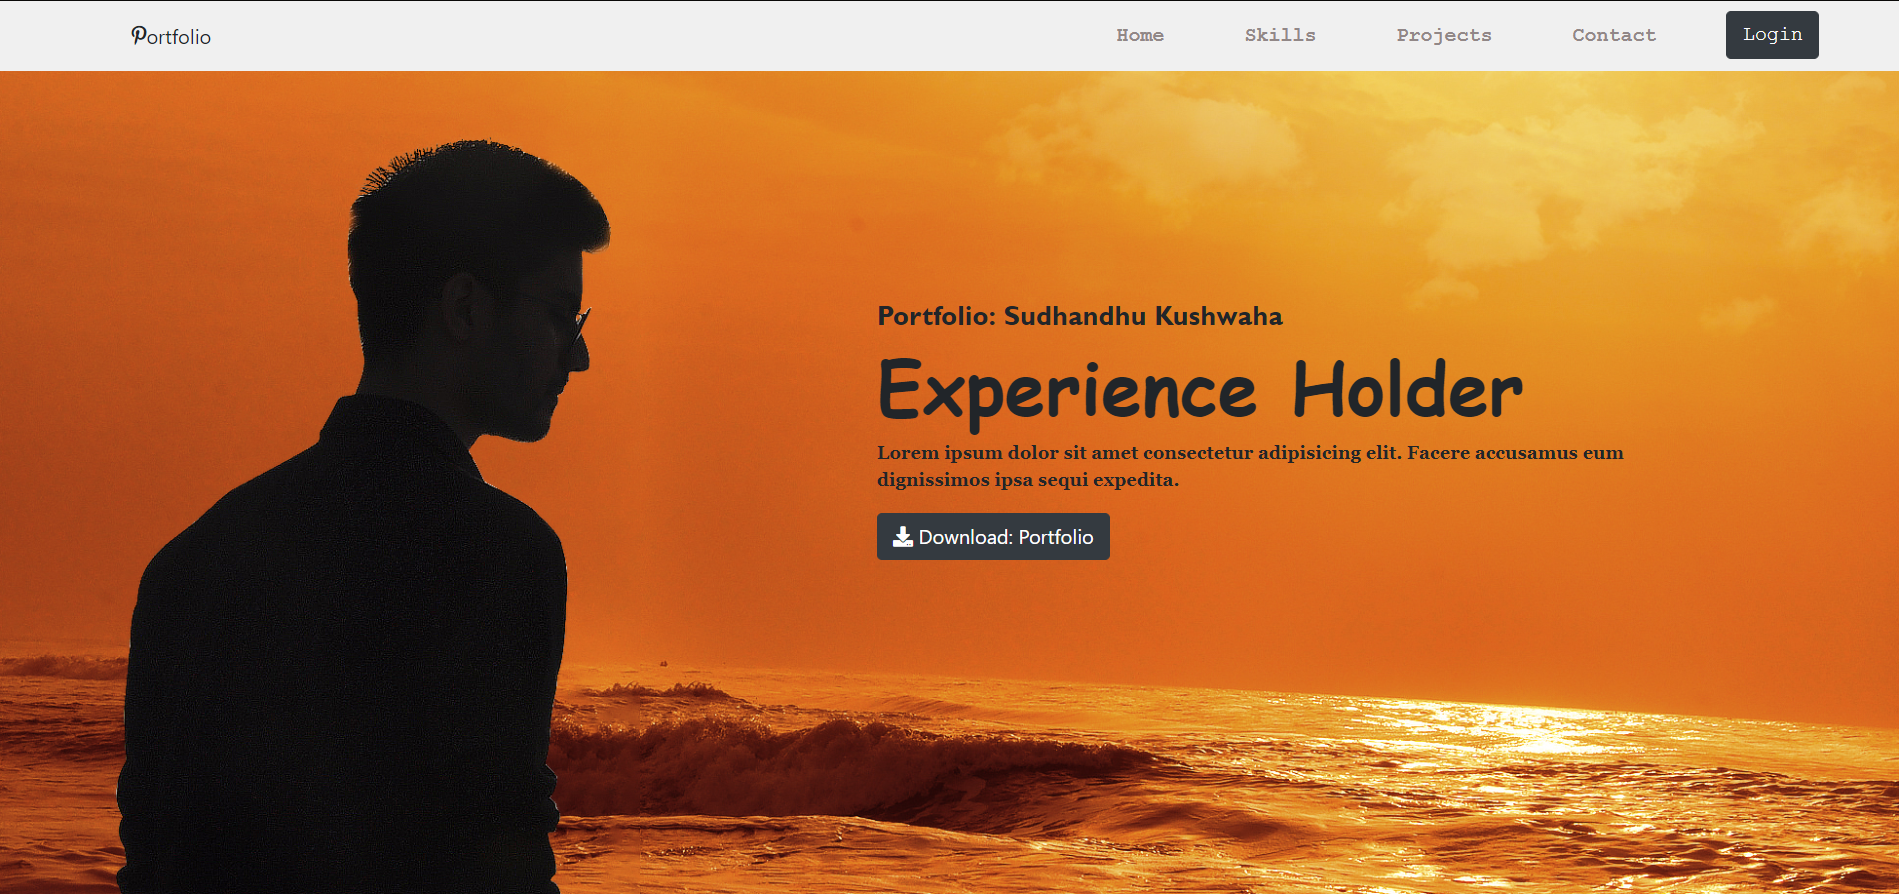 Portfolio
Home Skills Projects Contact Login
Portfolio: Sudhandhu Kushwaha
Experience Holder
Lorem ipsum dolor sit amet consectetur adipisicing elit. Facere accusamus eum
dignissimos ipsa sequi expedita.
Download: Portfolio